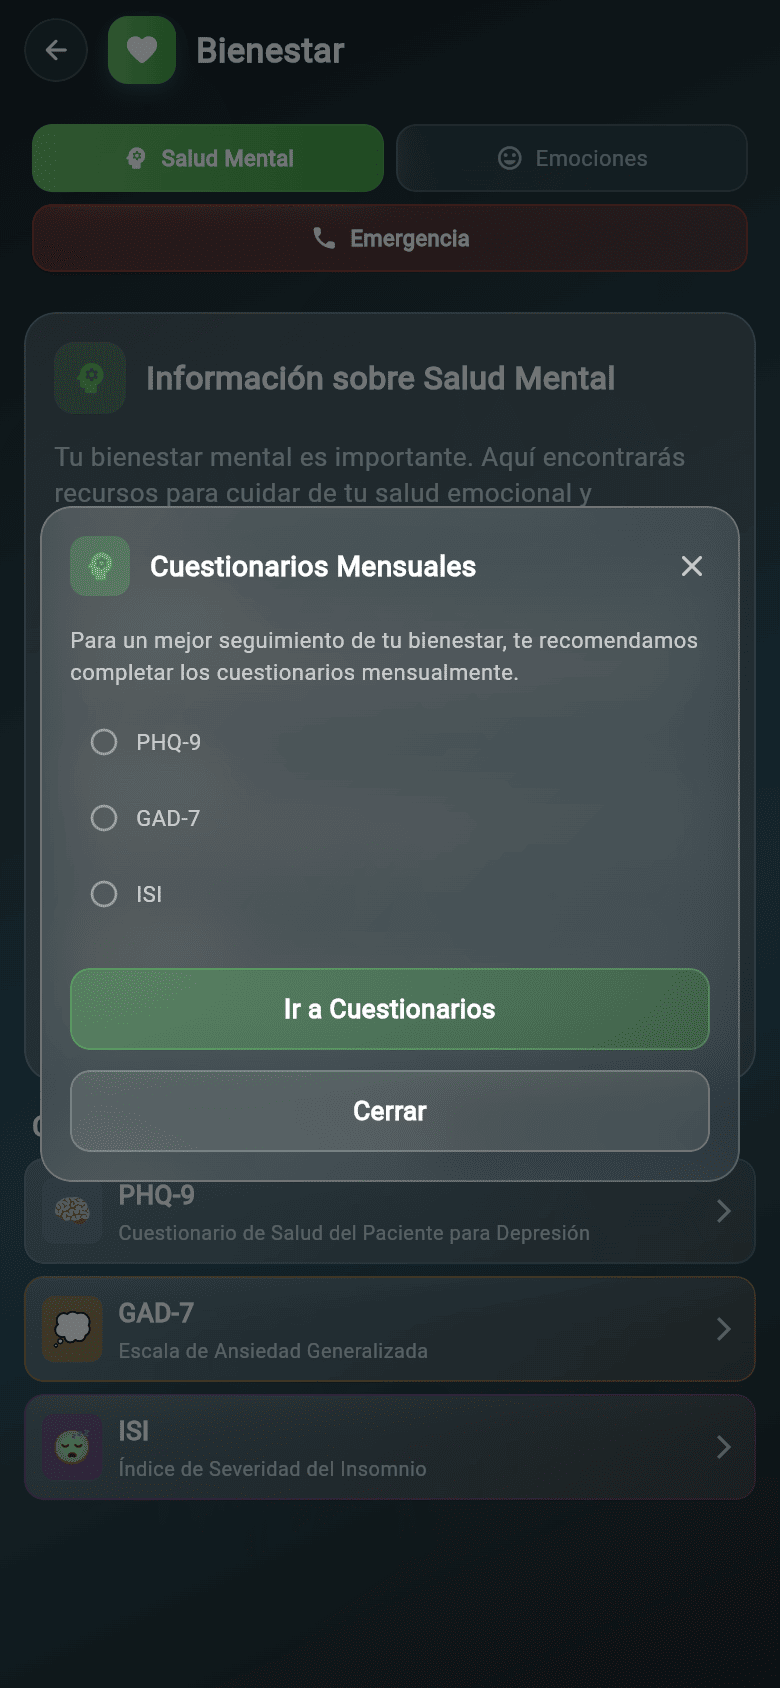 Bienestar
Salud Mental
Emociones
Emergencia
Información sobre Salud Mental
Tu bienestar mental es importante. Aquí encontrarás
recursos para cuidar de tu salud emocional y
Cuestionarios Mensuales
Para un mejor seguimiento de tu bienestar, te recomendamos
completar los cuestionarios mensualmente.
PHQ-9
GAD-7
ISI
Ir a Cuestionarios
Cerrar
PHQ-9
Cuestionario de Salud del Paciente para Depresión
GAD-7
Escala de Ansiedad Generalizada
ISI
Índice de Severidad del Insomnio